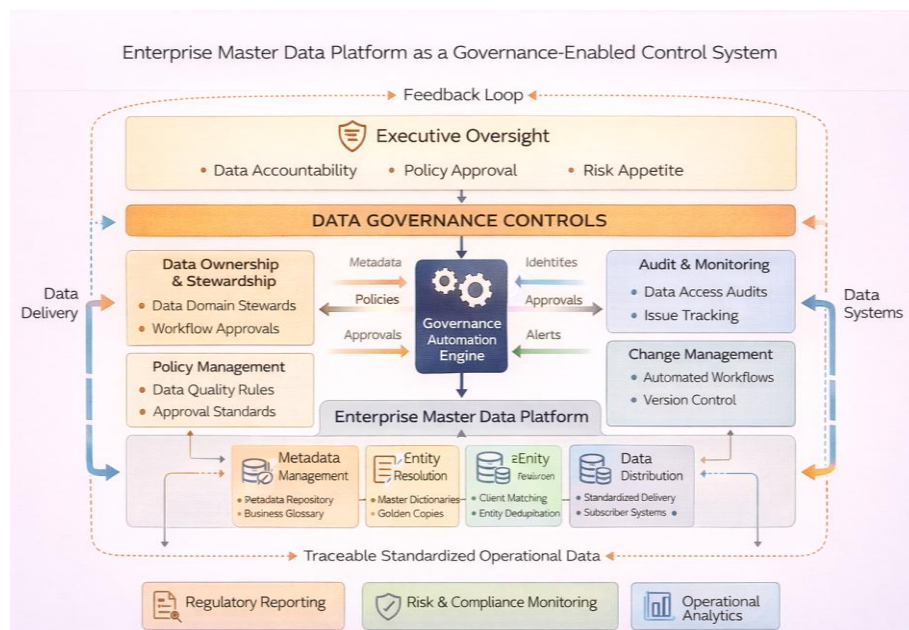 Enterprise Master Data Platform as a Governance-Enabled Control System
Feedback Loop
Executive Oversight
• Data Accountability • Policy Approval • Risk Appetite
DATA GOVERNANCE CONTROLS
Data Ownership
& Stewardship
• Data Domain Stewards
• Workflow Approvals
Metadata
Policies
Approvals
Governance
Automation
Engine
Identites
Approvals
Alerts
Audit & Monitoring
• Data Access Audits
• Issue Tracking
Data
Delivery
Data
Systems
Policy Management
• Data Quality Rules
• Approval Standards
Change Management
• Automated Workflows
• Version Control
Enterprise Master Data Platform
Metadata
Management
• Petadata Repository
• Business Glossary
Entity
Resolution
• Master Dictionaries
• Golden Copies
Enity
• Client Matching
• Entity Dedupibation
Data
Distribution
• Standardized Delivery
• Subscriber Systems •
Traceable Standardized Operational Data
Regulatory Reporting
Risk & Compliance Monitoring
Operational
Analytics